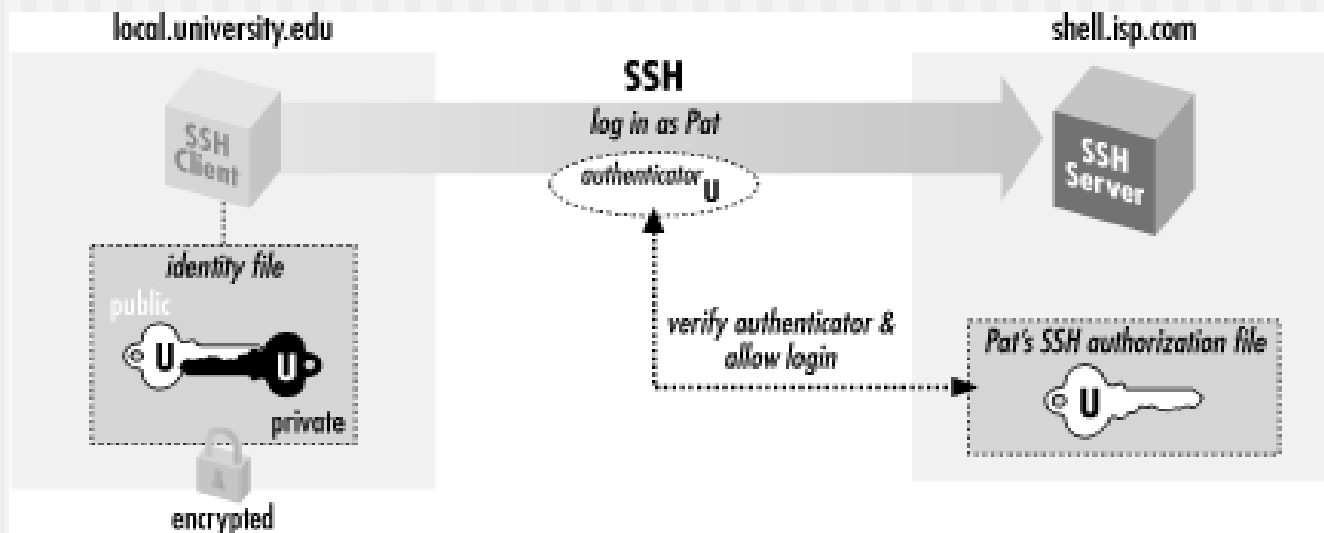 local.university.edu
shell.isp.com
SSH
log in as Pat
authenticator U
SSH
Client
SSH
Server
identity file
public
U U
private
encrypted
verify authenticator &
allow login
Pat's SSH authorization file
U